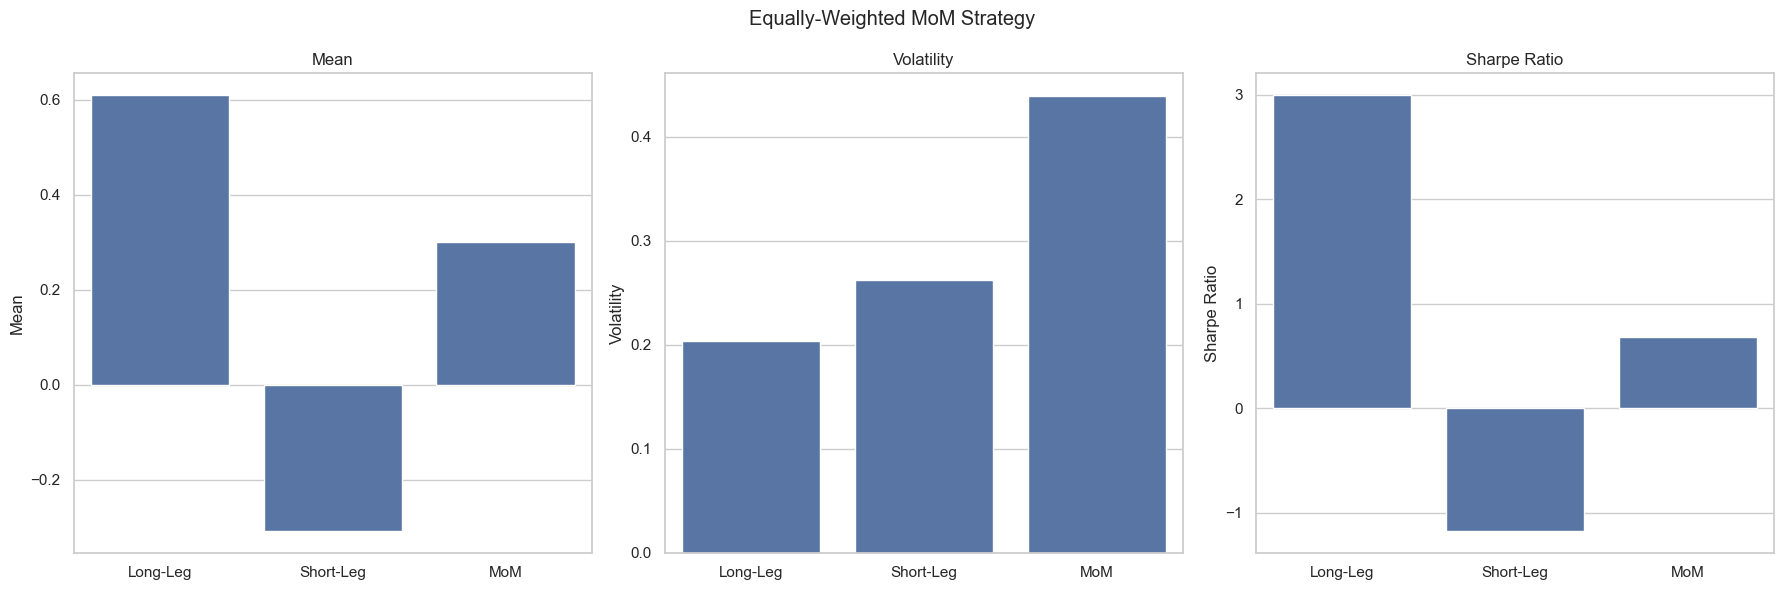 Equally-Weighted MoM Strategy
Mean
Mean
0.6
0.4
0.2
0.0
−0.2
Long-Leg
Short-Leg
MoM
Volatility
Volatility
0.4
0.3
0.2
0.1
0.0
Long-Leg
Short-Leg
MoM
Sharpe Ratio
Sharpe Ratio
3
2
1
0
−1
Long-Leg
Short-Leg
MoM